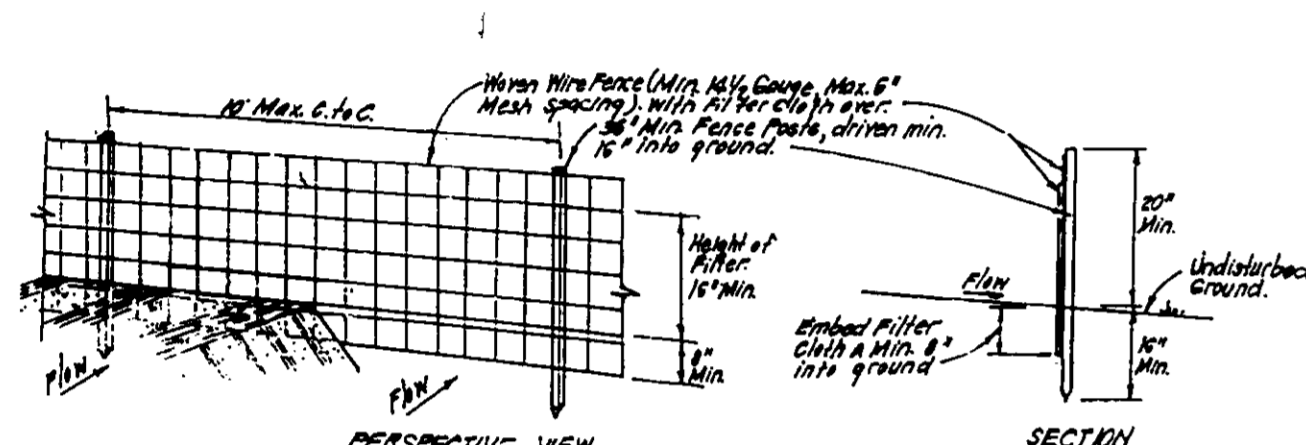 Woven Wire Fence (Min. 14½ Gauge, Max. 6"
Mesh spacing). with Filter cloth over.
10' Max. C. to C.
36" Min. Fence Posts, driven min.
16" into ground.
Height of
Filter.
16" Min.
8"
Min.
Flow
Flow
PERSPECTIVE VIEW
20"
Min.
Undisturbed
Ground.
Flow
Embed Filter
Cloth A Min. 8"
into ground
16"
Min.
SECTION